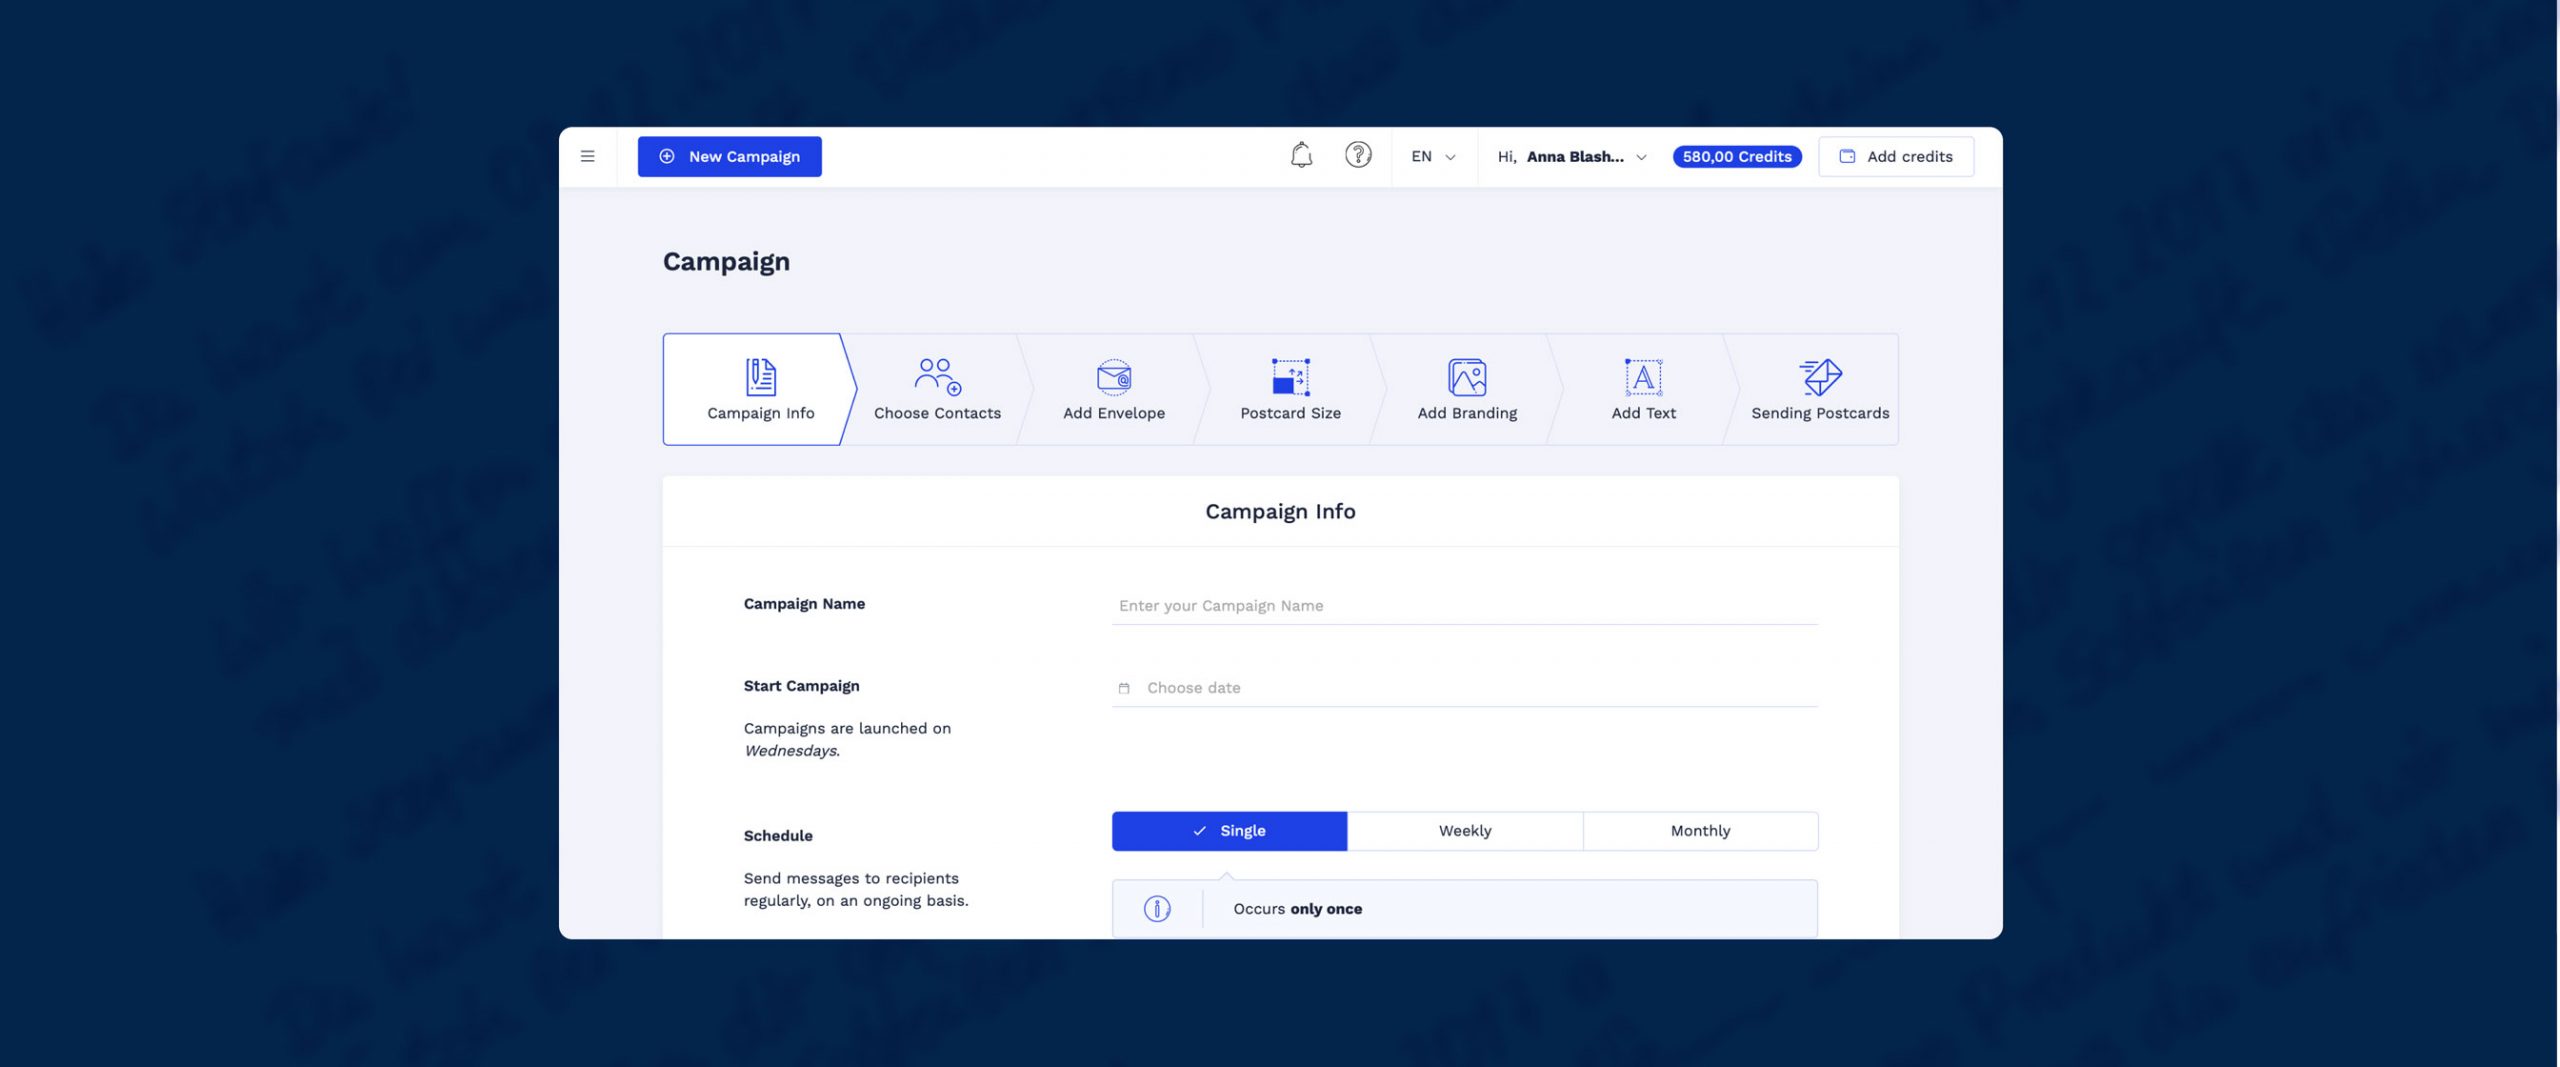 New Campaign
EN
Hi, Anna Blash...
580,00 Credits
Add credits
Campaign
Campaign Info
Choose Contacts
Add Envelope
Postcard Size
Add Branding
Add Text
Sending Postcards
Campaign Info
Campaign Name
Enter your Campaign Name
Start Campaign
Choose date
Campaigns are launched on
Wednesdays.
Schedule
Single
Weekly
Monthly
Send messages to recipients
regularly, on an ongoing basis.
Occurs only once